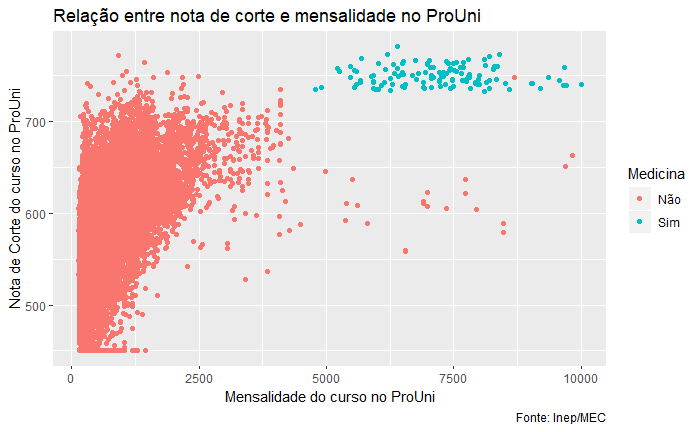 Relação entre nota de corte e mensalidade no ProUni
Nota de Corte do curso no ProUni
700
600
500
0
2500
5000
7500
10000
Mensalidade do curso no ProUni
Medicina
Não
Sim
Fonte: Inep/MEC